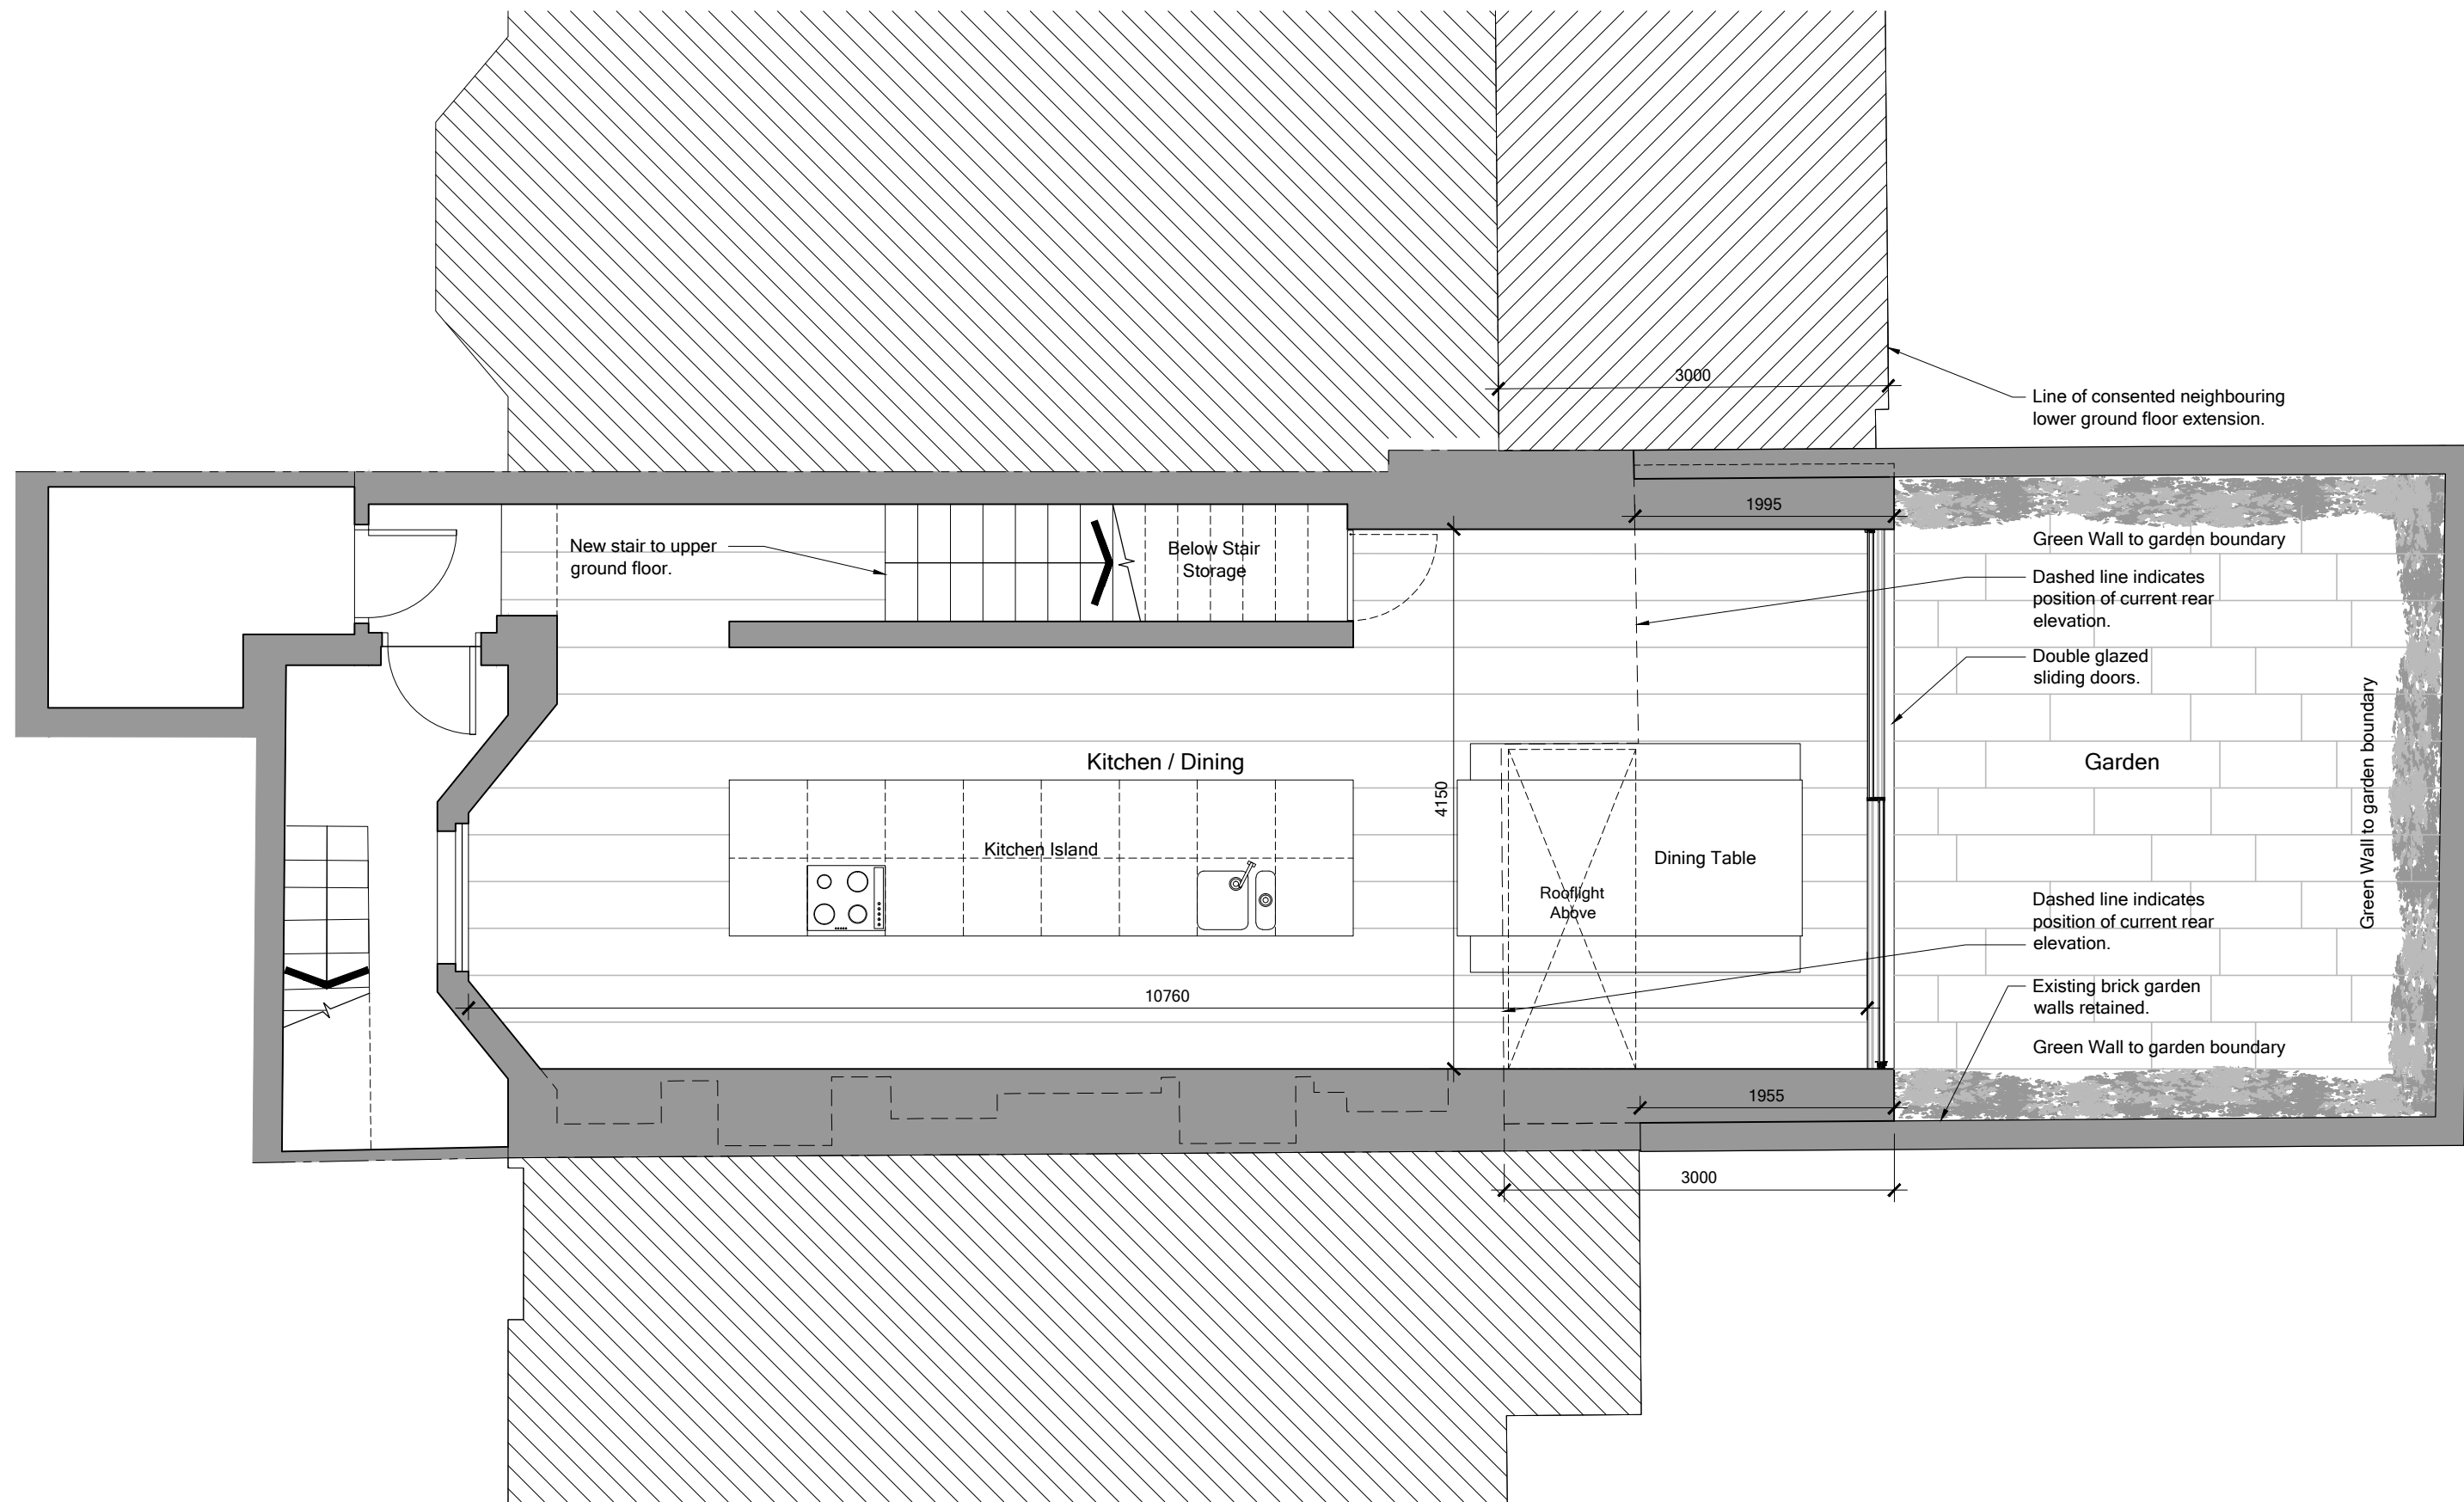 3000
Line of consented neighbouring
lower ground floor extension.
1995
New stair to upper
ground floor.
Below Stair
Storage
Green Wall to garden boundary
Dashed line indicates
position of current rear
elevation.
Double glazed
sliding doors.
Kitchen / Dining
Garden
Green Wall to garden boundary
4150
Kitchen Island
Dining Table
Rooflight
Above
Dashed line indicates
position of current rear
elevation.
10760
Existing brick garden
walls retained.
Green Wall to garden boundary
1955
3000